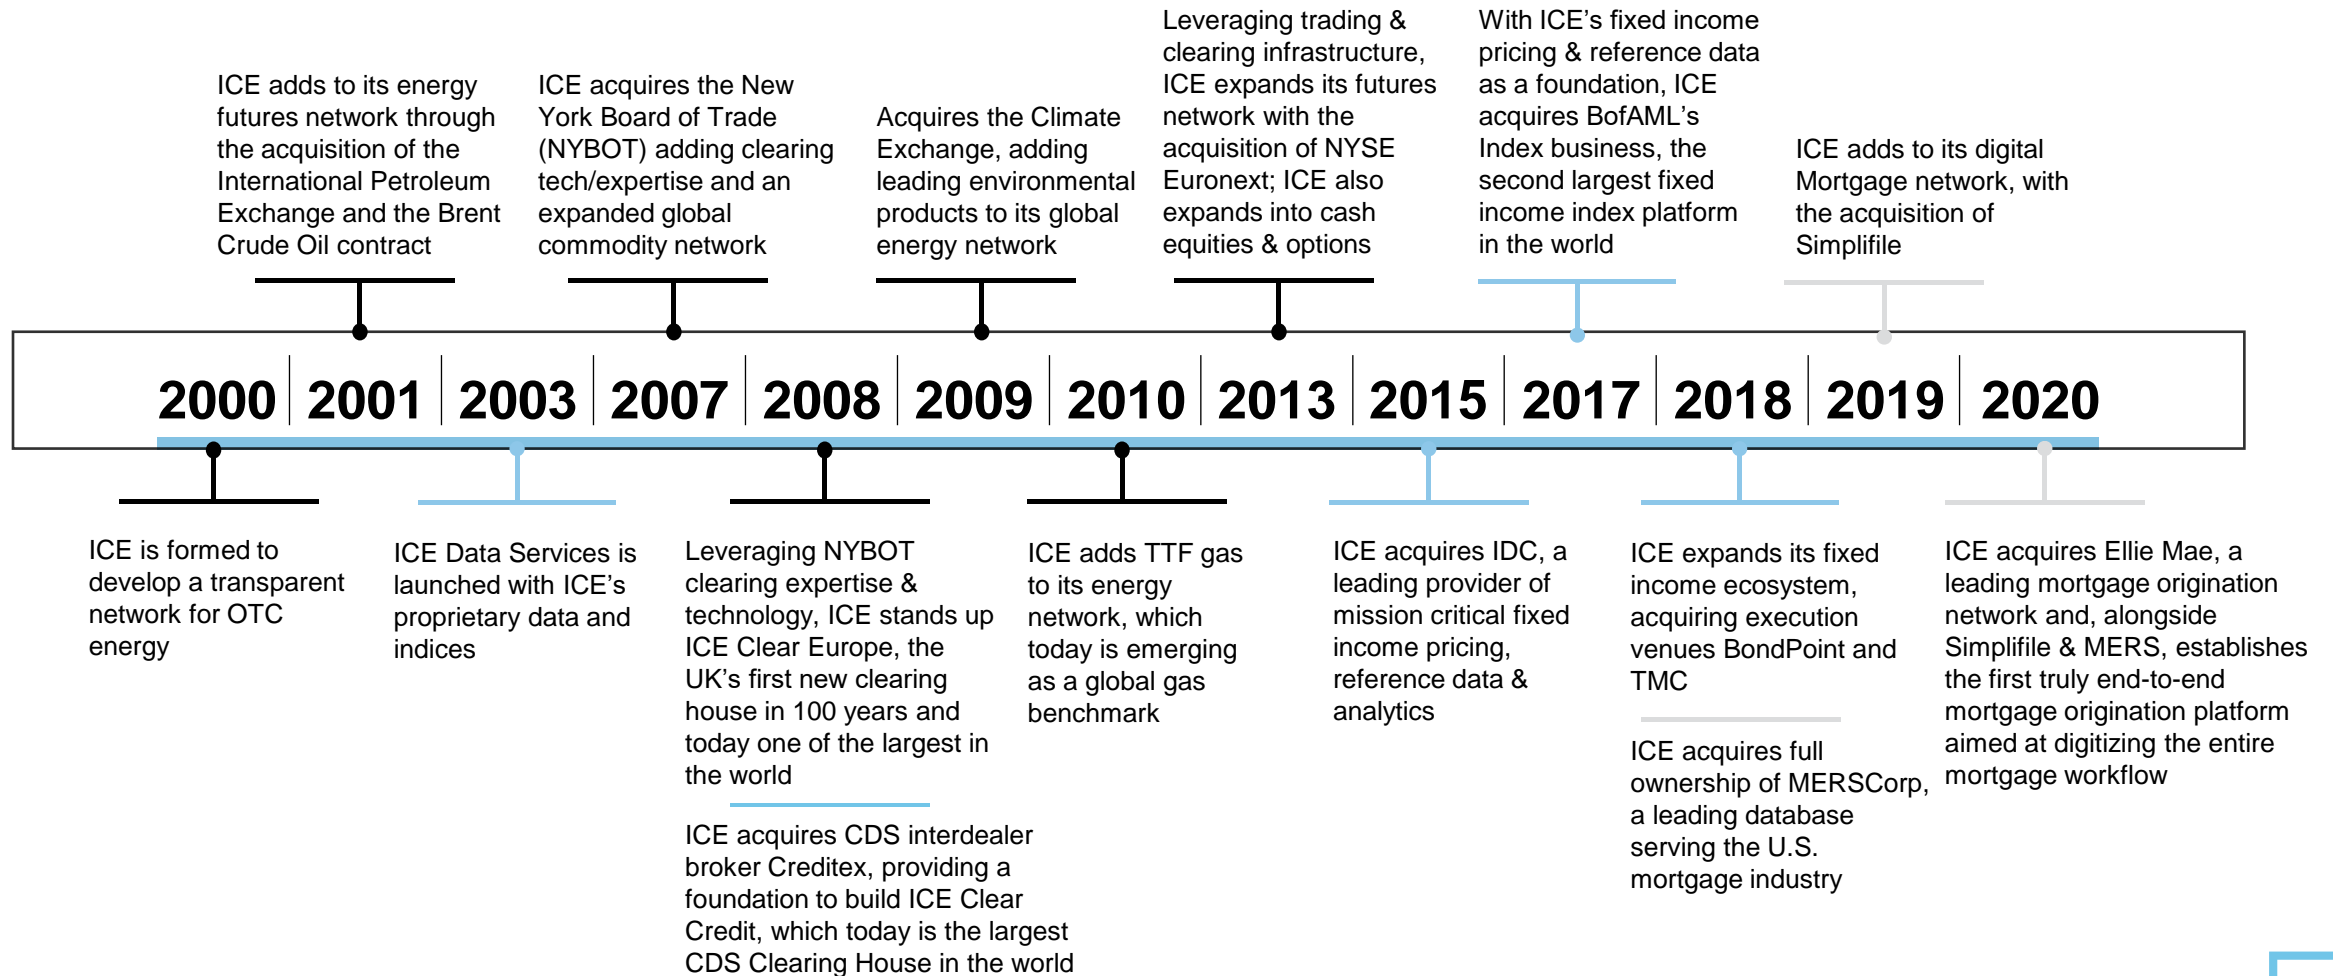 ICE adds to its energy
futures network through
the acquisition of the
International Petroleum
Exchange and the Brent
Crude Oil contract
ICE acquires the New
York Board of Trade
(NYBOT) adding clearing
tech/expertise and an
expanded global
commodity network
Acquires the Climate
Exchange, adding
leading environmental
products to its global
energy network
Leveraging trading &
clearing infrastructure,
ICE expands its futures
network with the
acquisition of NYSE
Euronext; ICE also
expands into cash
equities & options
With ICE’s fixed income
pricing & reference data
as a foundation, ICE
acquires BofAML’s
Index business, the
second largest fixed
income index platform
in the world
ICE adds to its digital
Mortgage network, with
the acquisition of
Simplifile
2000 2001 2003 2007 2008 2009 2010 2013 2015 2017 2018 2019 2020
ICE is formed to
develop a transparent
network for OTC
energy
ICE Data Services is
launched with ICE’s
proprietary data and
indices
Leveraging NYBOT
clearing expertise &
technology, ICE stands up
ICE Clear Europe, the
UK’s first new clearing
house in 100 years and
today one of the largest in
the world
ICE acquires CDS interdealer
broker Creditex, providing a
foundation to build ICE Clear
Credit, which today is the largest
CDS Clearing House in the world
ICE adds TTF gas
to its energy
network, which
today is emerging
as a global gas
benchmark
ICE acquires IDC, a
leading provider of
mission critical fixed
income pricing,
reference data &
analytics
ICE expands its fixed
income ecosystem,
acquiring execution
venues BondPoint and
TMC
ICE acquires full
ownership of MERSCorp,
a leading database
serving the U.S.
mortgage industry
ICE acquires Ellie Mae, a
leading mortgage origination
network and, alongside
Simplifile & MERS, establishes
the first truly end-to-end
mortgage origination platform
aimed at digitizing the entire
mortgage workflow